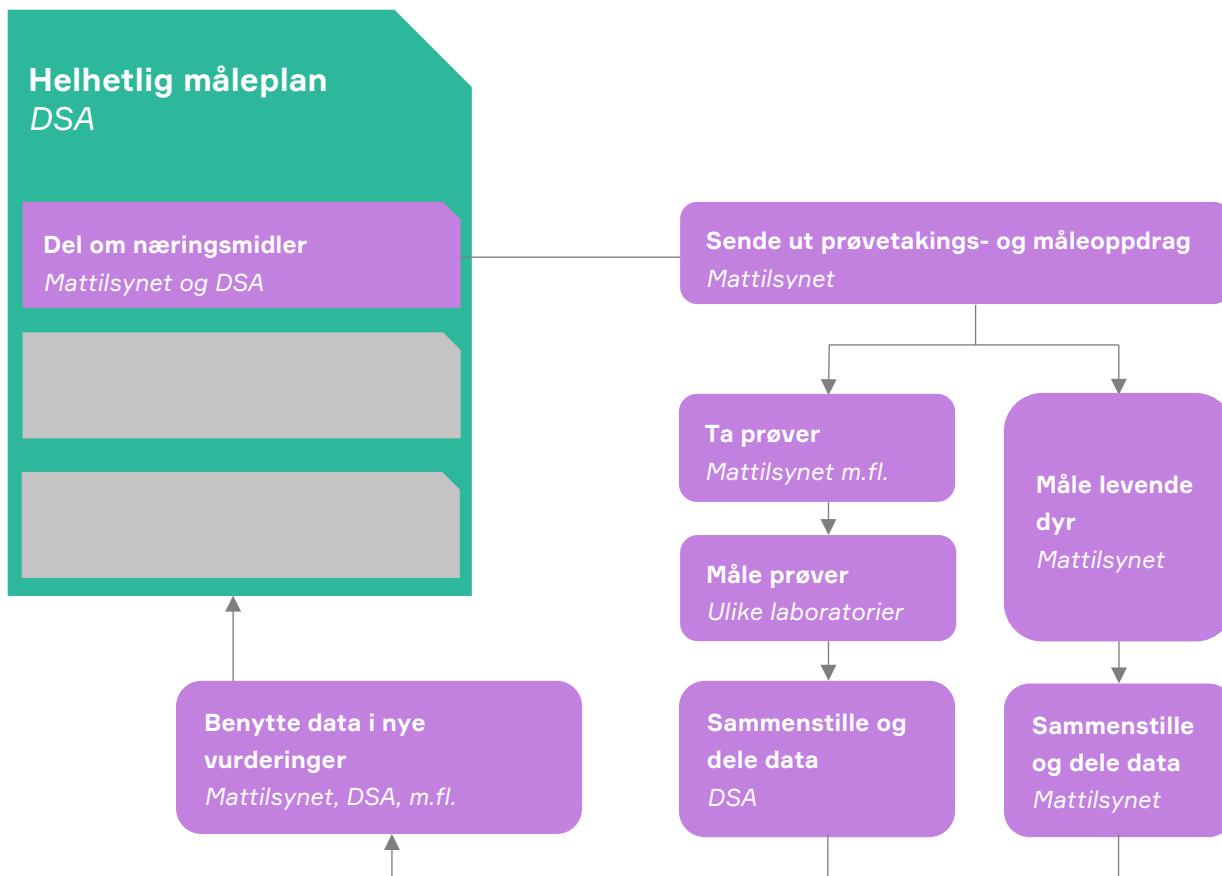 Helhetlig måleplan
DSA
Del om næringsmidler
Mattilsynet og DSA
Sende ut prøvetakings- og måleoppdrag
Mattilsynet
Ta prøver
Mattilsynet m.fl.
Måle prøver
Ulike laboratorier
Måle levende
dyr
Mattilsynet
Sammenstille og
dele data
DSA
Sammenstille
og dele data
Mattilsynet
Benytte data i nye
vurderinger
Mattilsynet, DSA, m.fl.